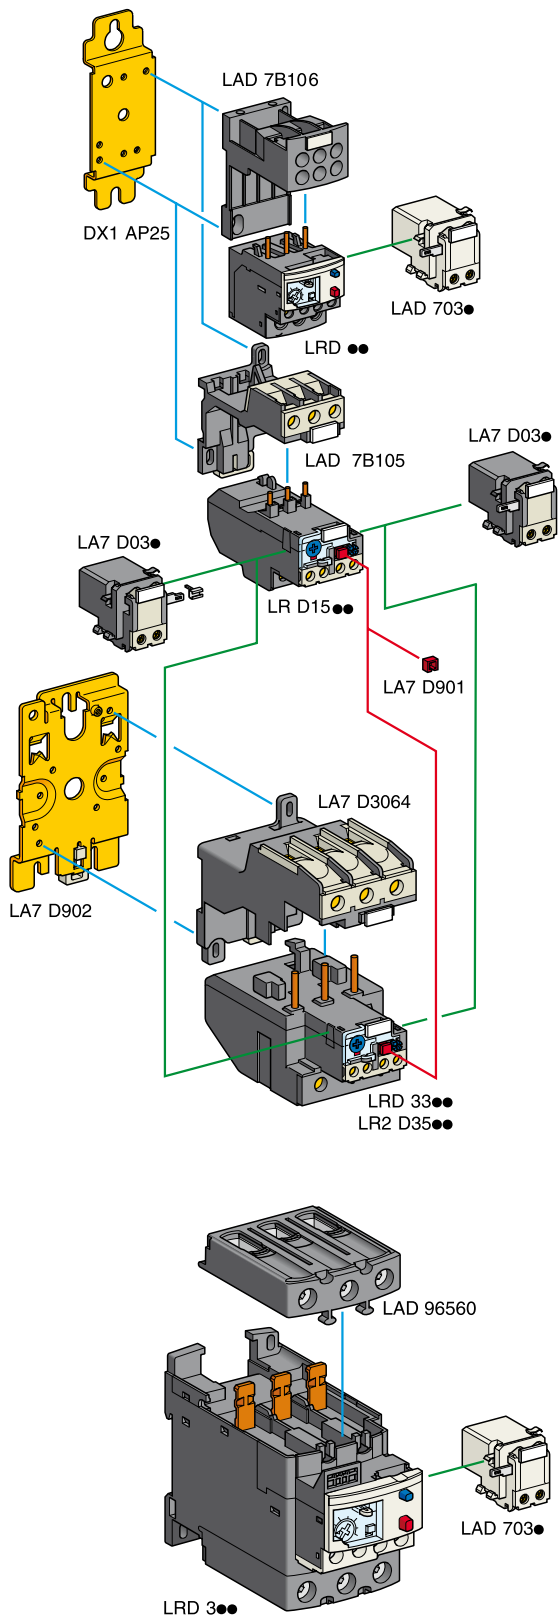 LAD 7B106
DX1 AP25
LAD 703●
LRD ●●
LAD 7B105
LA7 D03●
LA7 D03●
LR D15●●
LA7 D901
LA7 D3064
LA7 D902
LRD 33●●
LR2 D35●●
LAD 96560
LAD 703●
LRD 3●●